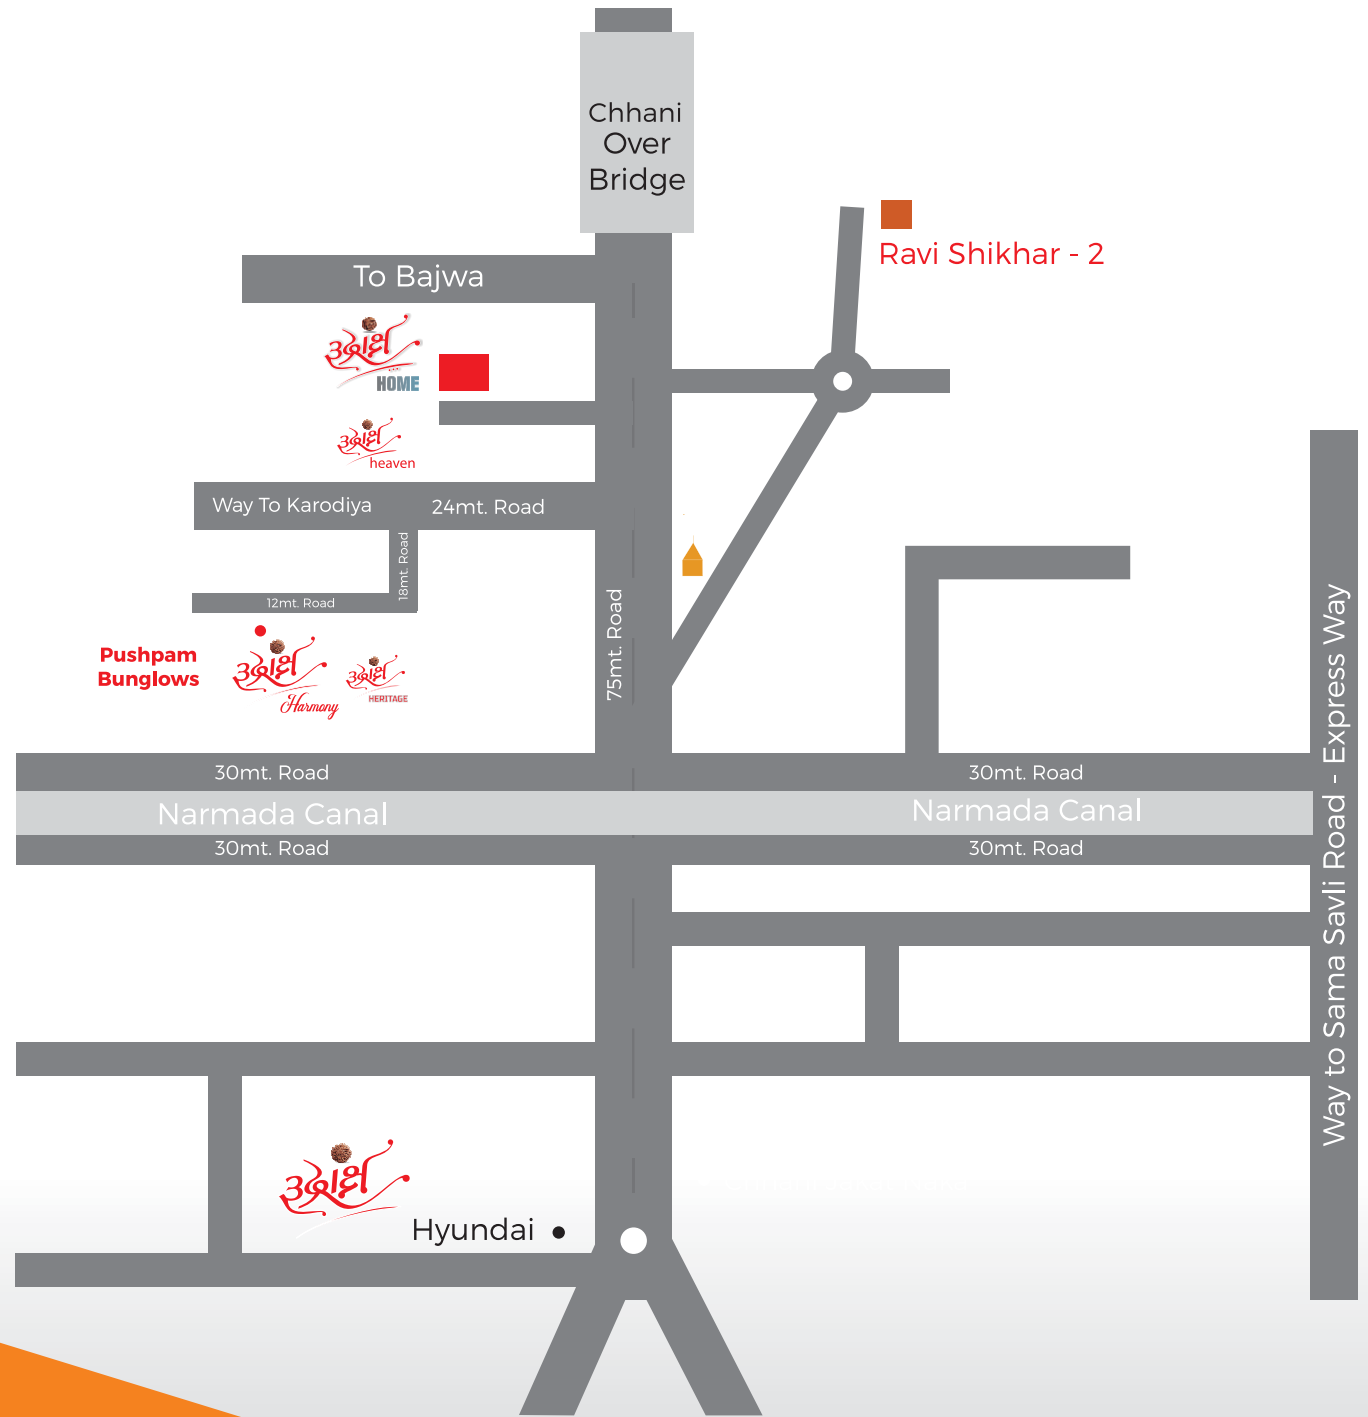 Chhani
Over
Bridge
Ravi Shikhar - 2
To Bajwa
રુદ્રાક્ષ
HOME
રુદ્રાક્ષ
heaven
Way To Karodiya
24mt. Road
18mt. Road
12mt. Road
75mt. Road
Pushpam
Bunglows
રુદ્રાક્ષ
Harmony
રુદ્રાક્ષ
HERITAGE
30mt. Road
30mt. Road
Narmada Canal
Narmada Canal
30mt. Road
30mt. Road
Way to Sama Savli Road - Express Way
રુદ્રાક્ષ
Hyundai